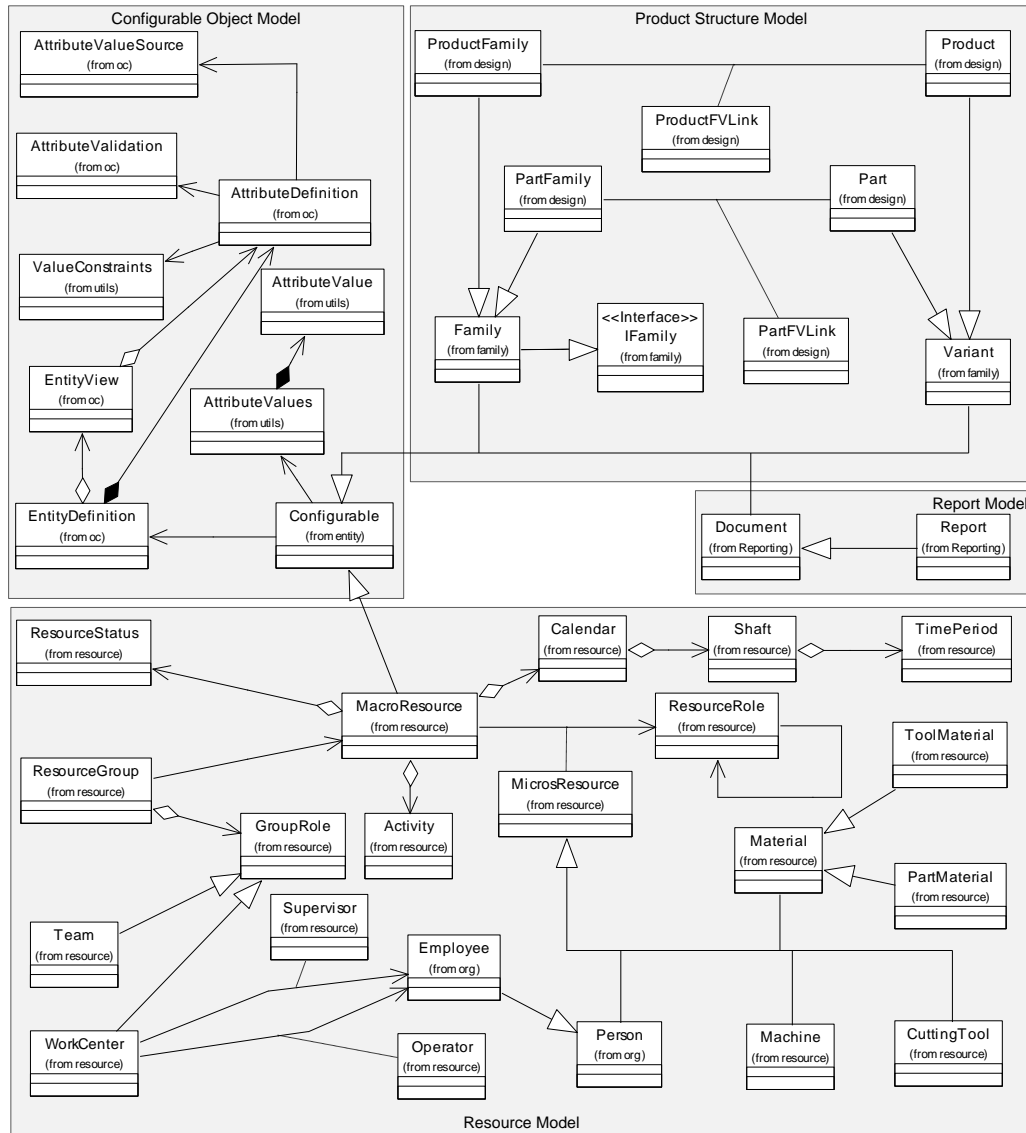 Configurable Object Model
AttributeValueSource
(from oc)
AttributeValidation
(from oc)
AttributeDefinition
(from oc)
ValueConstraints
(from utils)
AttributeValue
(from utils)
EntityView
(from oc)
AttributeValues
(from utils)
EntityDefinition
(from oc)
Configurable
(from entity)
Product Structure Model
ProductFamily
(from design)
Product
(from design)
ProductFVLink
(from design)
PartFamily
(from design)
Part
(from design)
Family
(from family)
<<Interface>>
IFamily
(from family)
PartFVLink
(from design)
Variant
(from family)
Report Model
Document
(from Reporting)
Report
(from Reporting)
ResourceStatus
(from resource)
Calendar
(from resource)
Shaft
(from resource)
TimePeriod
(from resource)
MacroResource
(from resource)
ResourceRole
(from resource)
ToolMaterial
(from resource)
ResourceGroup
(from resource)
MicrosResource
(from resource)
GroupRole
(from resource)
Activity
(from resource)
Material
(from resource)
PartMaterial
(from resource)
Supervisor
(from resource)
Team
(from resource)
Employee
(from org)
WorkCenter
(from resource)
Operator
(from resource)
Person
(from org)
Machine
(from resource)
CuttingTool
(from resource)
Resource Model